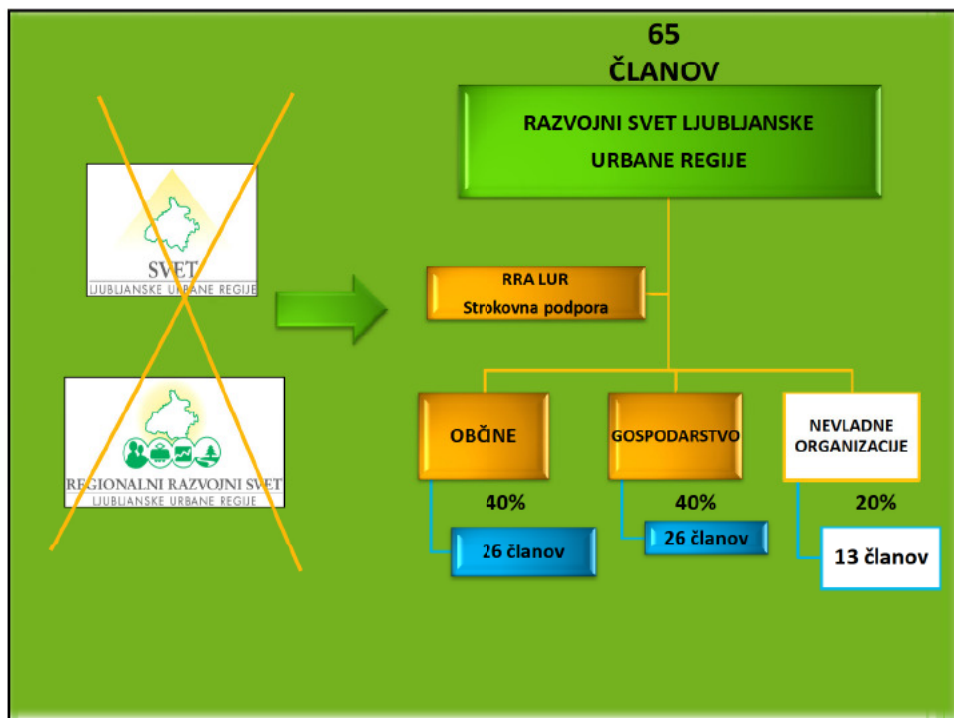 65
ČLANOV
RAZVOJNI SVET LJUBLJANSKE
URBANE REGIJE
SVET
LJUBLJANSKE URBANE REGIJE
REGIONALNI RAZVOJNI SVET
LJUBLJANSKE URBANE REGIJE
RRA LUR
Strokovna podpora
OBČINE
40%
26 članov
GOSPODARSTVO
40%
26 članov
NEVLADNE
ORGANIZACIJE
20%
13 članov